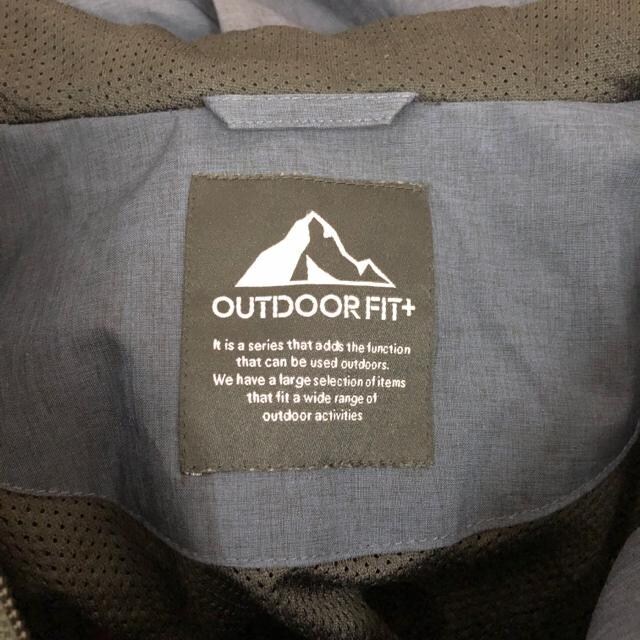 OUTDOOR FIT+
It is a series that adds the function
that can be used outdoors.
We have a large selection of items
that fit a wide range of
outdoor activities